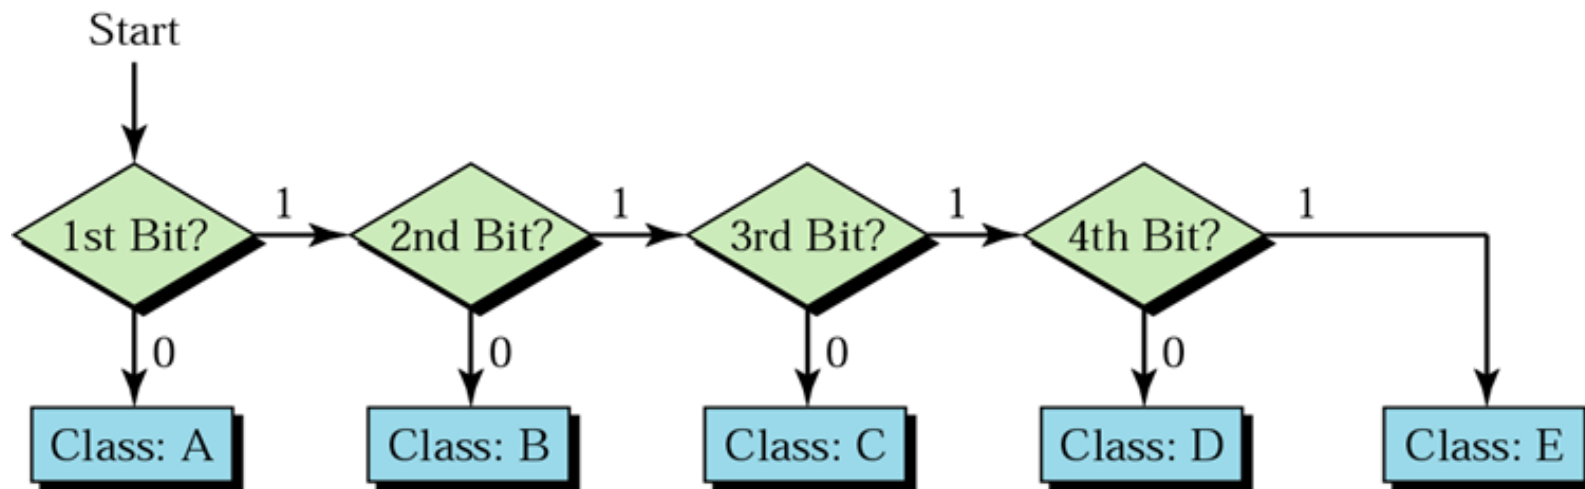 Start
1st Bit?
1
2nd Bit?
1
3rd Bit?
1
4th Bit?
1
0
0
0
0
Class: A
Class: B
Class: C
Class: D
Class: E